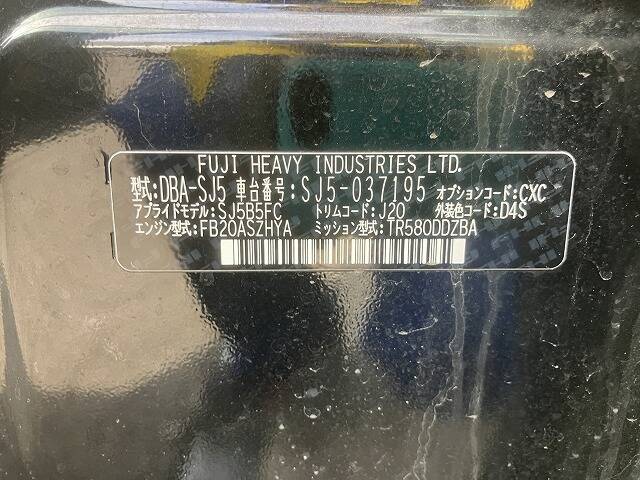 FUJI HEAVY INDUSTRIES LTD.
型式:DBA-SJ5 車台番号:SJ5-037195 オプションコード:CXC
アプライドモデル:SJ5B5FC トリムコード:J20 外装色コード:D4S
エンジン型式:FB20ASZHYA ミッション型式:TR580DDZBA